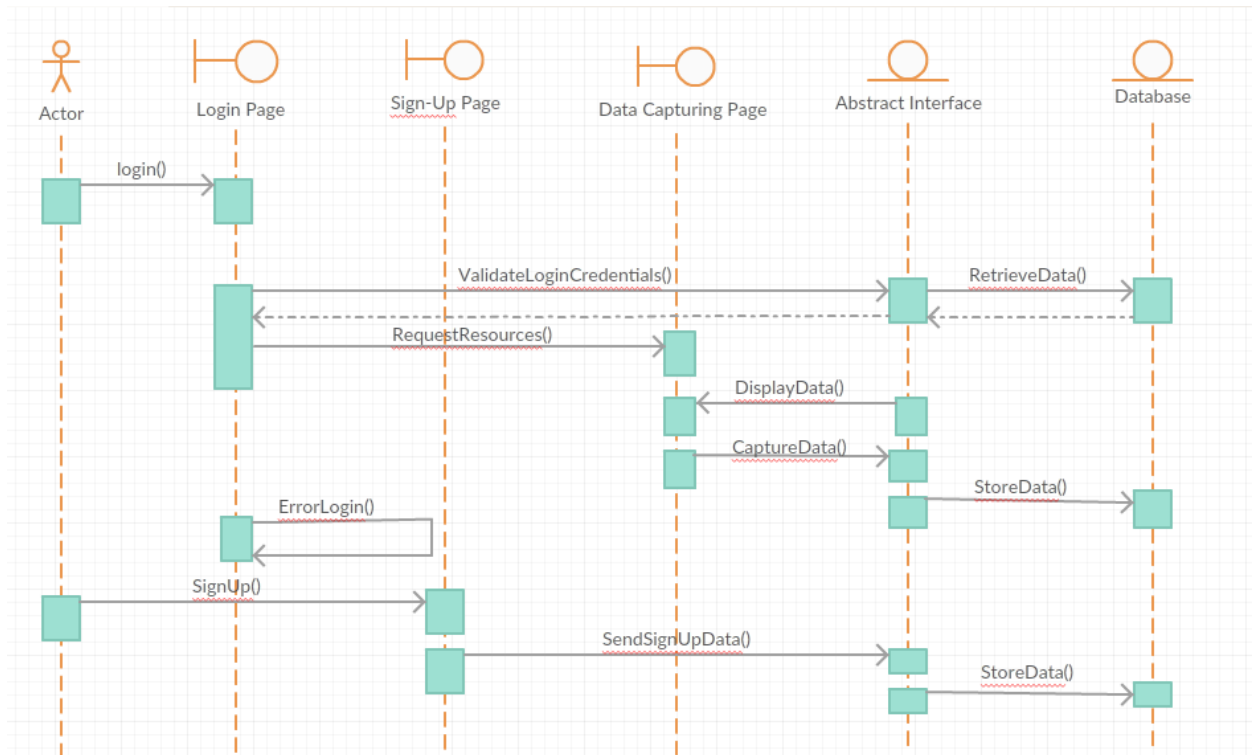 Actor
Login Page
Sign-Up Page
Data Capturing Page
Abstract Interface
Database
login()
ValidateLoginCredentials()
RetrieveData()
RequestResources()
DisplayData()
CaptureData()
StoreData()
ErrorLogin()
SignUp()
SendSignUpData()
StoreData()